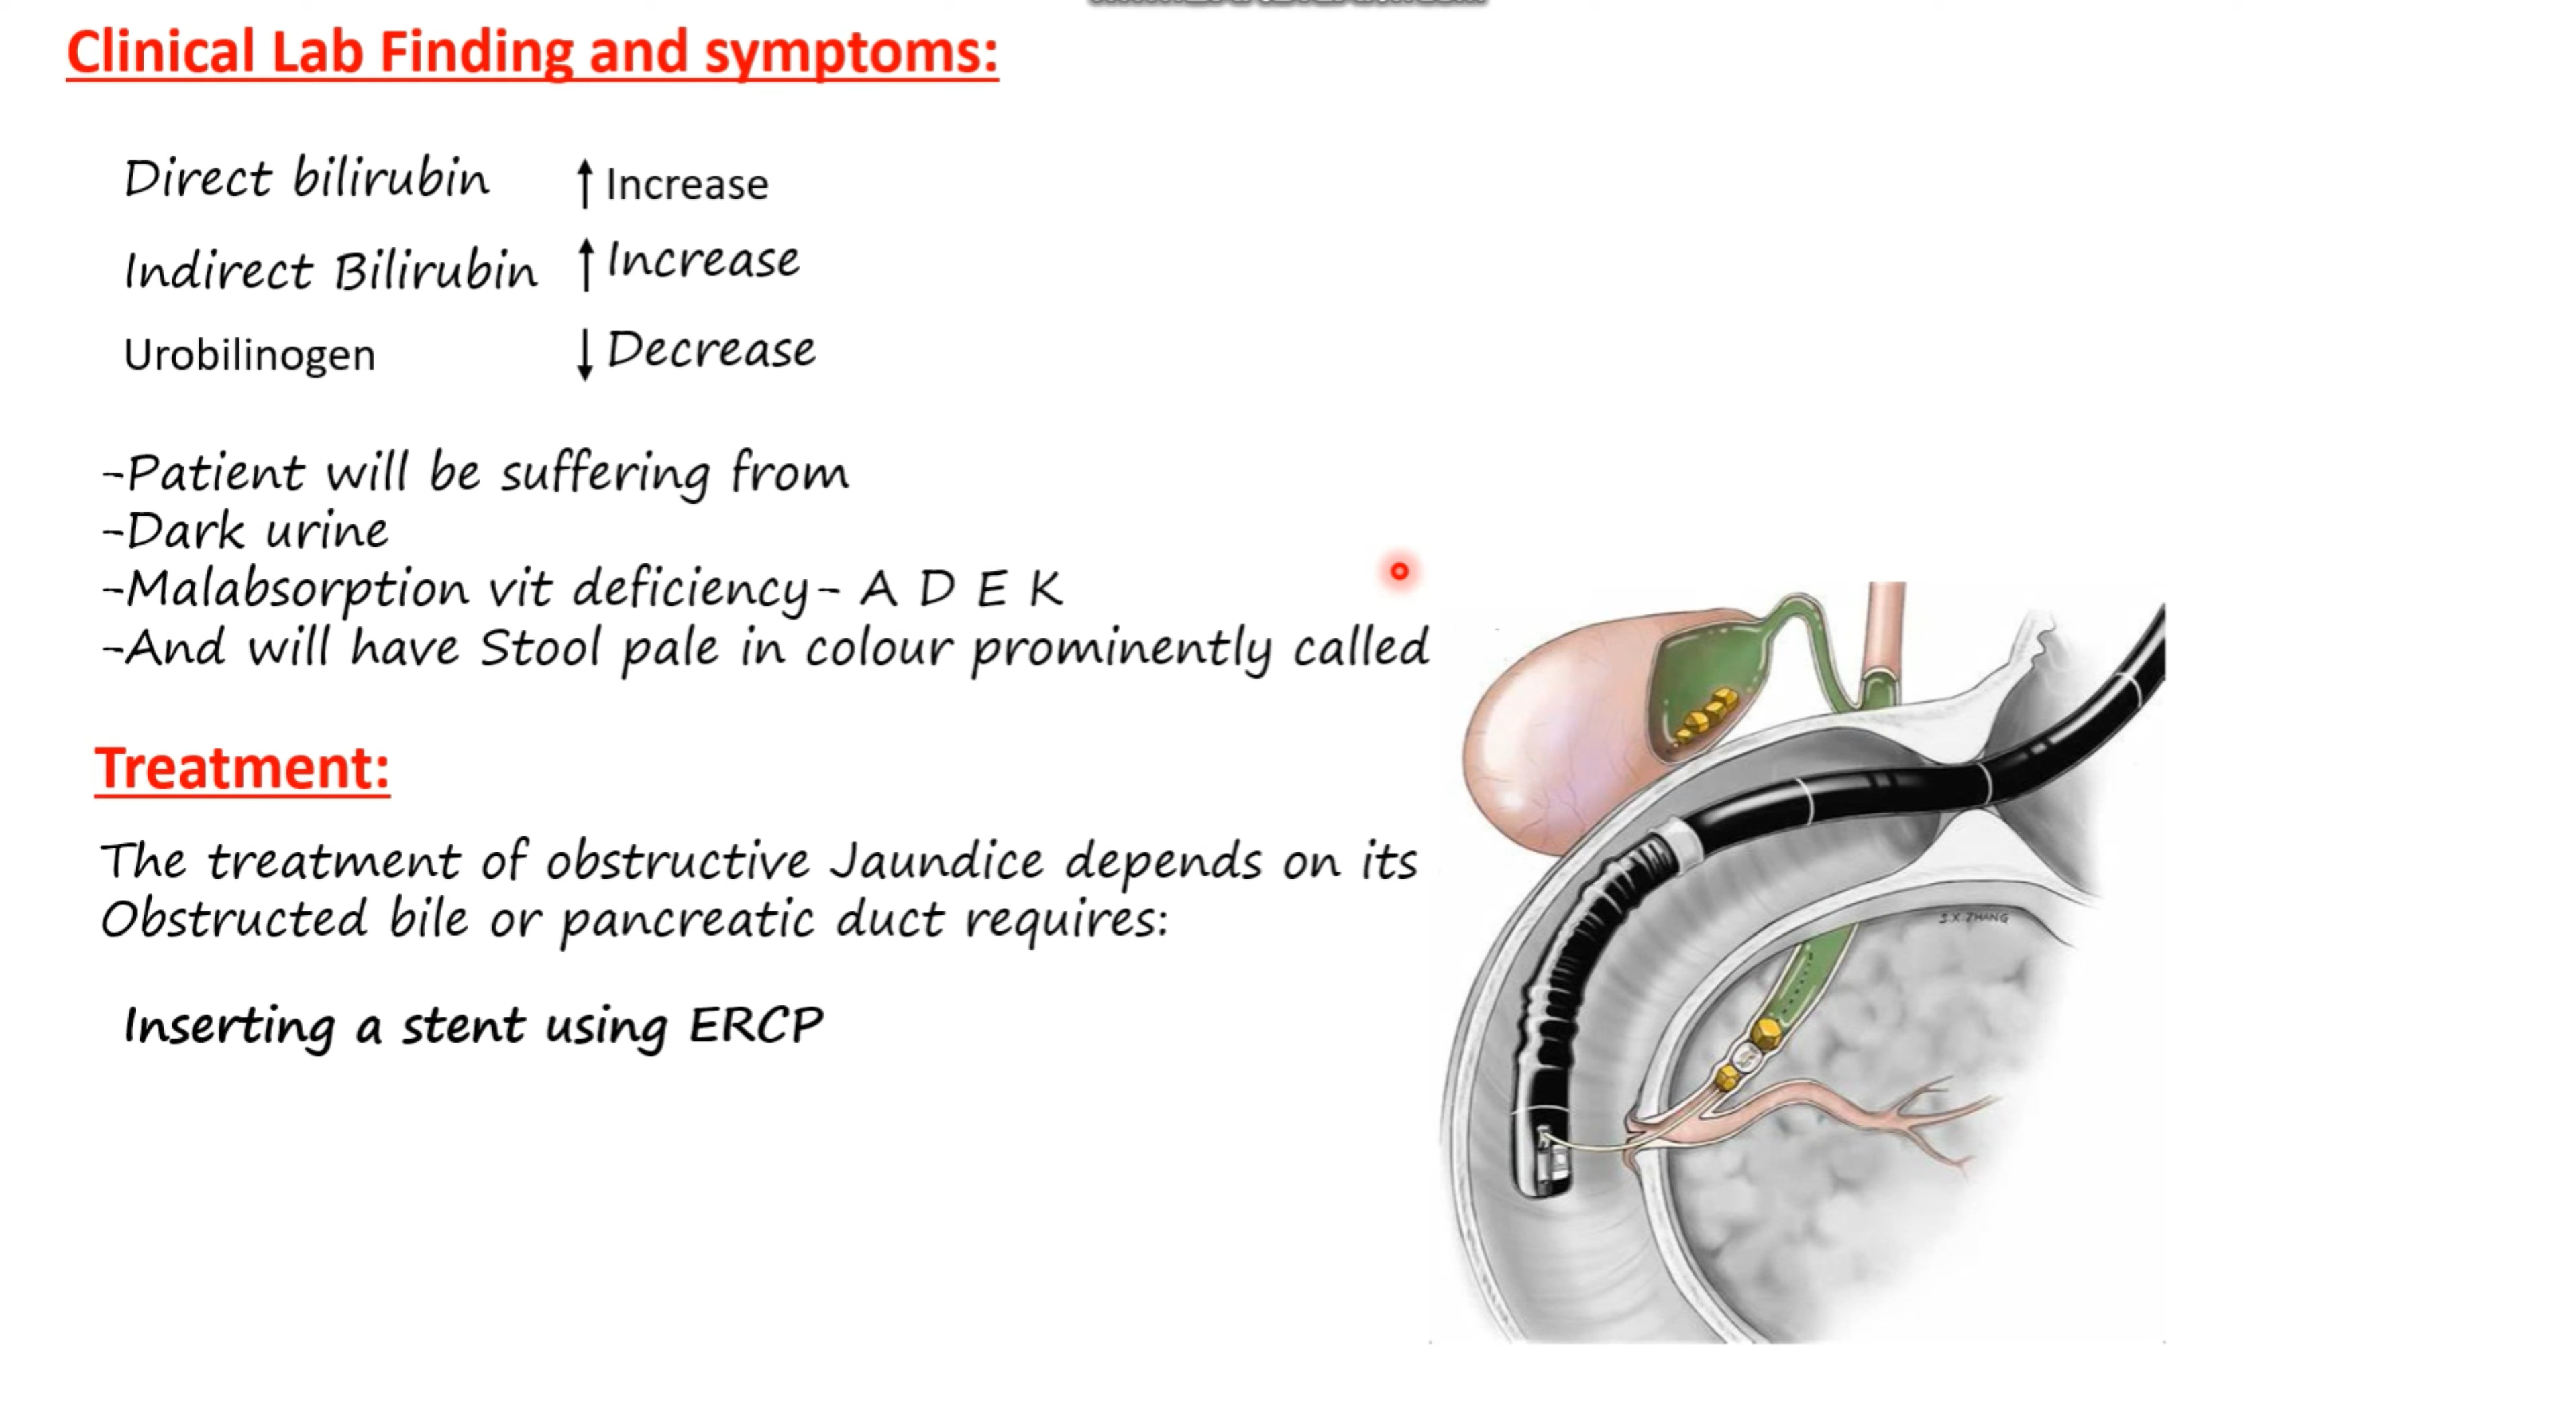 Clinical Lab Finding and symptoms:
Direct bilirubin ↑ Increase
Indirect Bilirubin ↑ Increase
Urobilinogen ↓ Decrease
-Patient will be suffering from
-Dark urine
-Malabsorption vit deficiency- A D E K
-And will have Stool pale in colour prominently called
Treatment:
The treatment of obstructive Jaundice depends on its
Obstructed bile or pancreatic duct requires:
Inserting a stent using ERCP
S.X. ZHANG